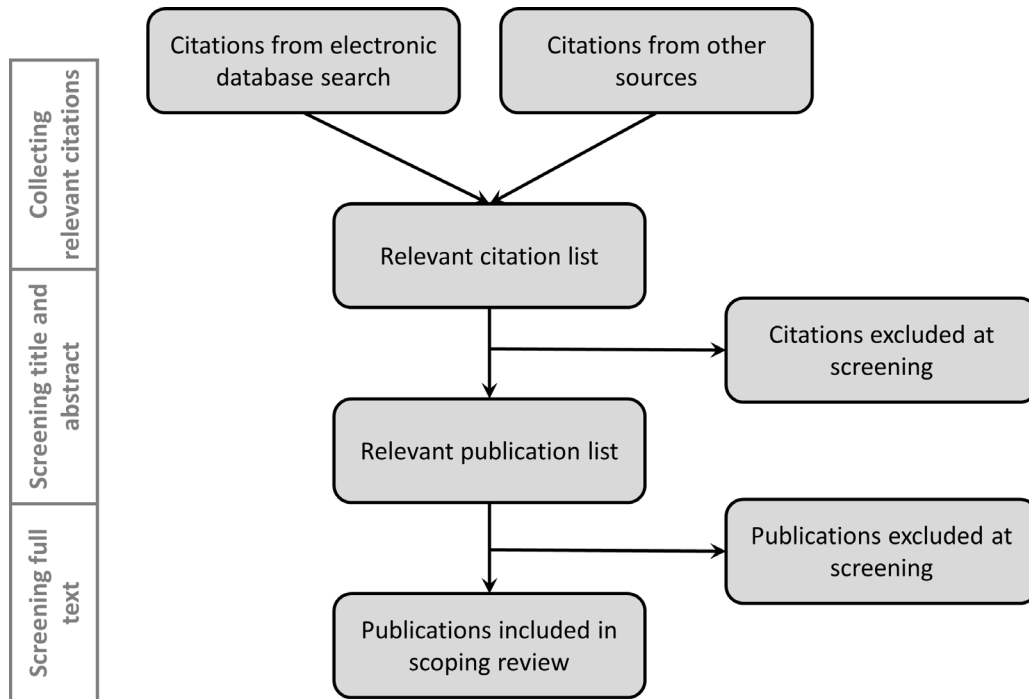 Citations from electronic
database search
Citations from other
sources
Collecting
relevant citations
Relevant citation list
Screening title and
abstract
Citations excluded at
screening
Relevant publication list
Screening full
text
Publications excluded at
screening
Publications included in
scoping review